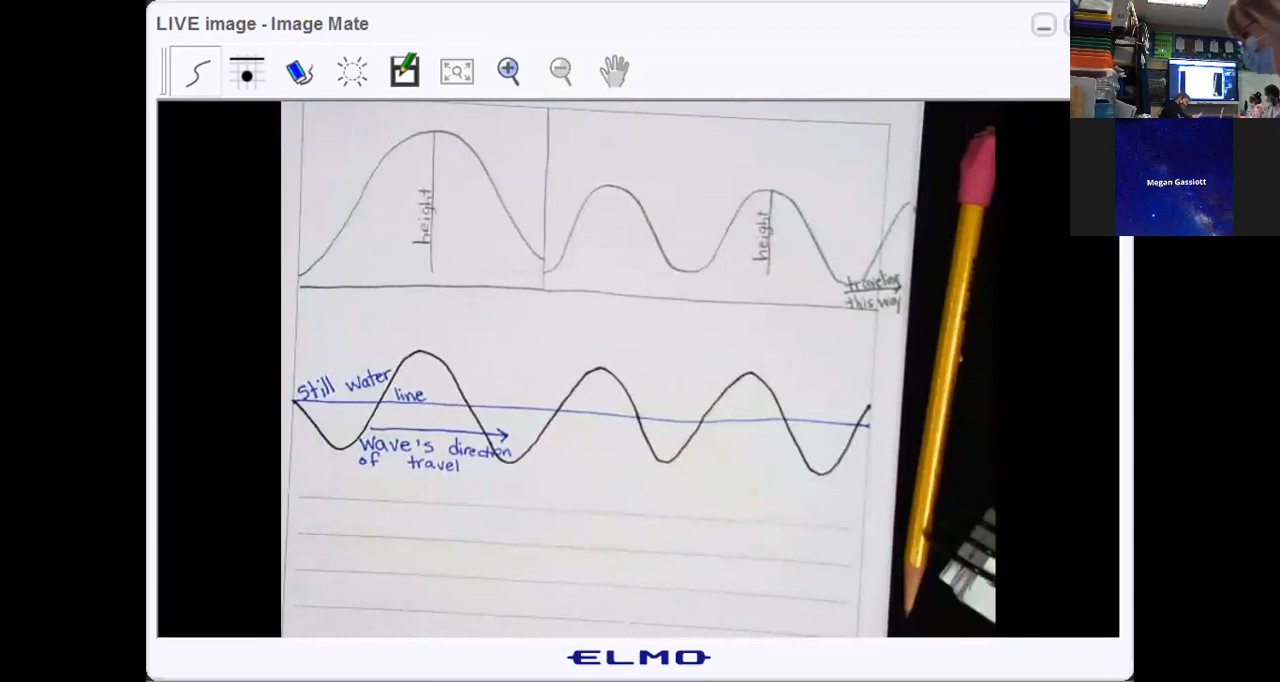 LIVE image - Image Mate
Megan Gassiott
height
height
traveling
this way
Still water
line
Wave's direction
of travel
ELMO